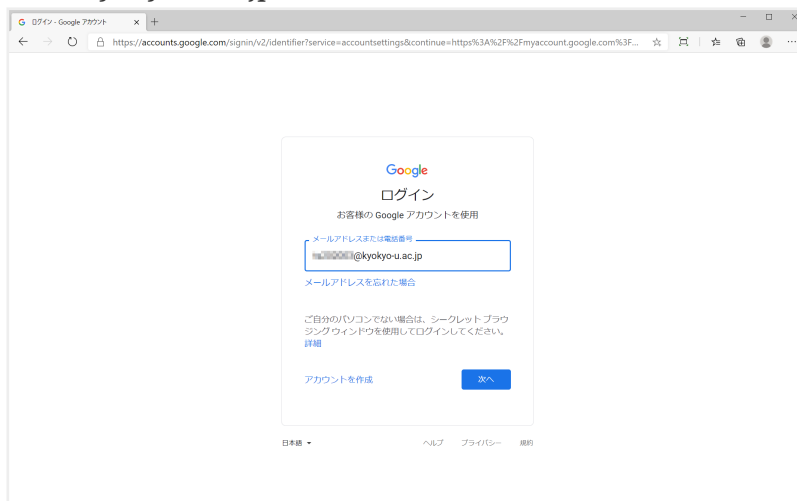 ログイン - Google アカウント
https://accounts.google.com/signin/v2/identifier?service=accountsettings&continue=https%3A%2F%2Fmyaccount.google.com%3F...
Google
ログイン
お客様の Google アカウントを使用
メールアドレスまたは電話番号
@kyokyo-u.ac.jp
メールアドレスを忘れた場合
ご自分のパソコンでない場合は、シークレット ブラウ
ジング ウィンドウを使用してログインしてください。
詳細
アカウントを作成
次へ
日本語
ヘルプ プライバシー 規約